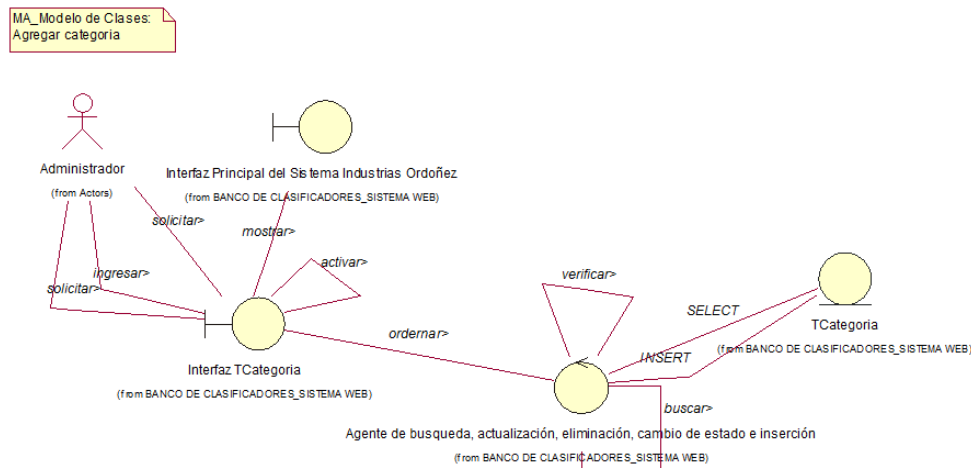 MA_Modelo de Clases:
Agregar categoria
Administrador
(from Actors)
Interfaz Principal del Sistema Industrias Ordoñez
(from BANCO DE CLASIFICADORES_SISTEMA WEB)
solicitar>
mostrar>
activar>
ingresar>
solicitar>
verificar>
SELECT
TCategoria
(from BANCO DE CLASIFICADORES_SISTEMA WEB)
ordernar>
INSERT
Interfaz TCategoria
(from BANCO DE CLASIFICADORES_SISTEMA WEB)
buscar>
Agente de busqueda, actualización, eliminación, cambio de estado e inserción
(from BANCO DE CLASIFICADORES_SISTEMA WEB)